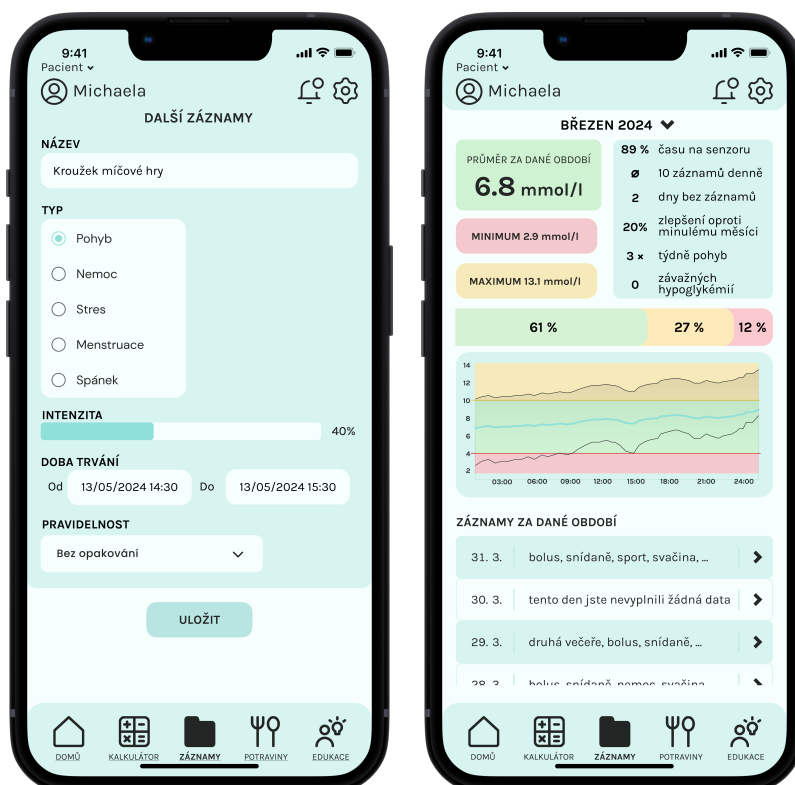 9:41
Pacient
Michaela
DALŠÍ ZÁZNAMY
NÁZEV
Kroužek míčové hry
TYP
Pohyb
Nemoc
Stres
Menstruace
Spánek
INTENZITA
40%
DOBA TRVÁNÍ
Od 13/05/2024 14:30 Do 13/05/2024 15:30
PRAVIDELNOST
Bez opakování
ULOŽIT
DOMŮ KALKULÁTOR ZÁZNAMY POTRAVINY EDUKACE
9:41
Pacient
Michaela
BŘEZEN 2024
PRŮMĚR ZA DANÉ OBDOBÍ
6.8 mmol/l
MINIMUM 2.9 mmol/l
MAXIMUM 13.1 mmol/l
89 % času na senzoru
ø 10 záznamů denně
2 dny bez záznamů
20% zlepšení oproti
minulému měsíci
3 × týdně pohyb
0 závažných
hypoglykémií
61 % 27 % 12 %
14
12
10
8
6
4
2
03:00 06:00 09:00 12:00 15:00 18:00 21:00 24:00
ZÁZNAMY ZA DANÉ OBDOBÍ
31. 3. bolus, snídaně, sport, svačina, ...
30. 3. tento den jste nevyplnili žádná data
29. 3. druhá večeře, bolus, snídaně, ...
28. 3. bolus, snídaně, nemoc, svačina
DOMŮ KALKULÁTOR ZÁZNAMY POTRAVINY EDUKACE